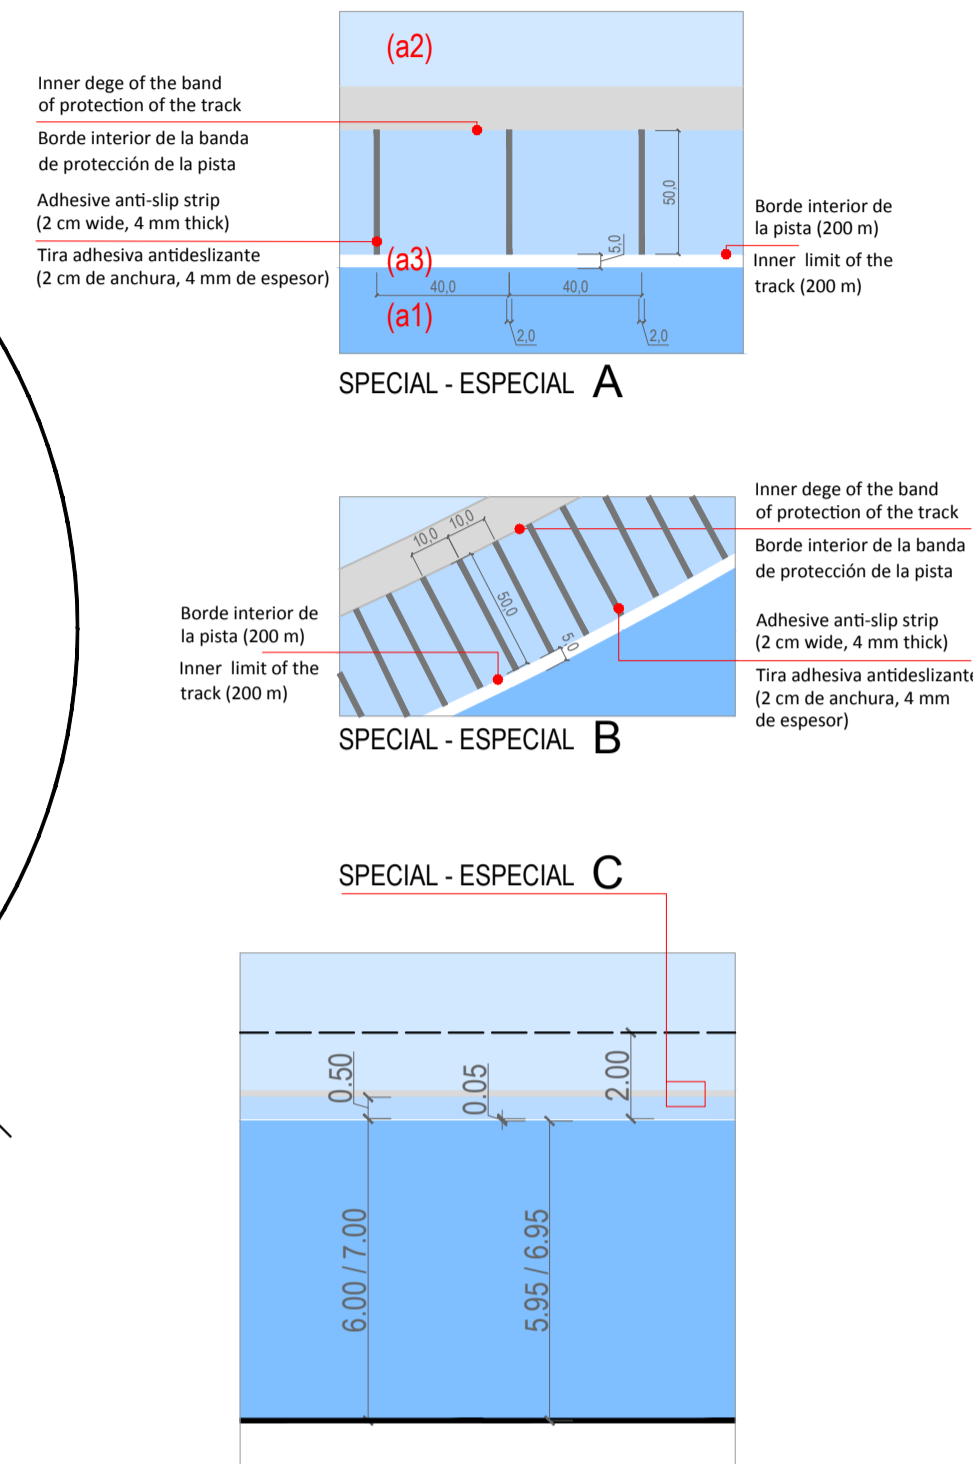 (a2)
Inner dege of the band
of protection of the track
Borde interior de la banda
de protección de la pista
Adhesive anti-slip strip
(2 cm wide, 4 mm thick)
Tira adhesiva antideslizante
(2 cm de anchura, 4 mm de espesor)
50,0
5,0
(a3)
40,0
40,0
(a1)
2,0
2,0
Borde interior de
la pista (200 m)
Inner limit of the
track (200 m)
SPECIAL - ESPECIAL A
10,0
10,0
50,0
5,0
Inner dege of the band
of protection of the track
Borde interior de la banda
de protección de la pista
Borde interior de
la pista (200 m)
Inner limit of the
track (200 m)
Adhesive anti-slip strip
(2 cm wide, 4 mm thick)
Tira adhesiva antideslizante
(2 cm de anchura, 4 mm
de espesor)
SPECIAL - ESPECIAL B
SPECIAL - ESPECIAL C
0.50
0.05
2.00
6.00 / 7.00
5.95 / 6.95